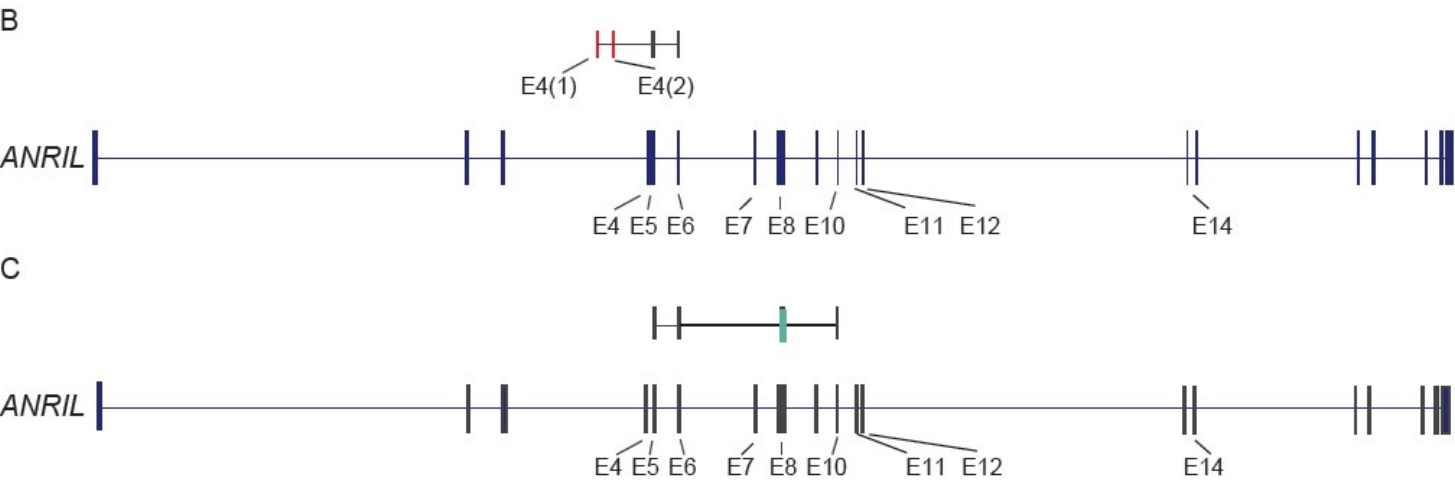 B
E4(1) E4(2)
ANRIL
E4 E5 E6 E7 E8 E10 E11 E12 E14
C
ANRIL
E4 E5 E6 E7 E8 E10 E11 E12 E14